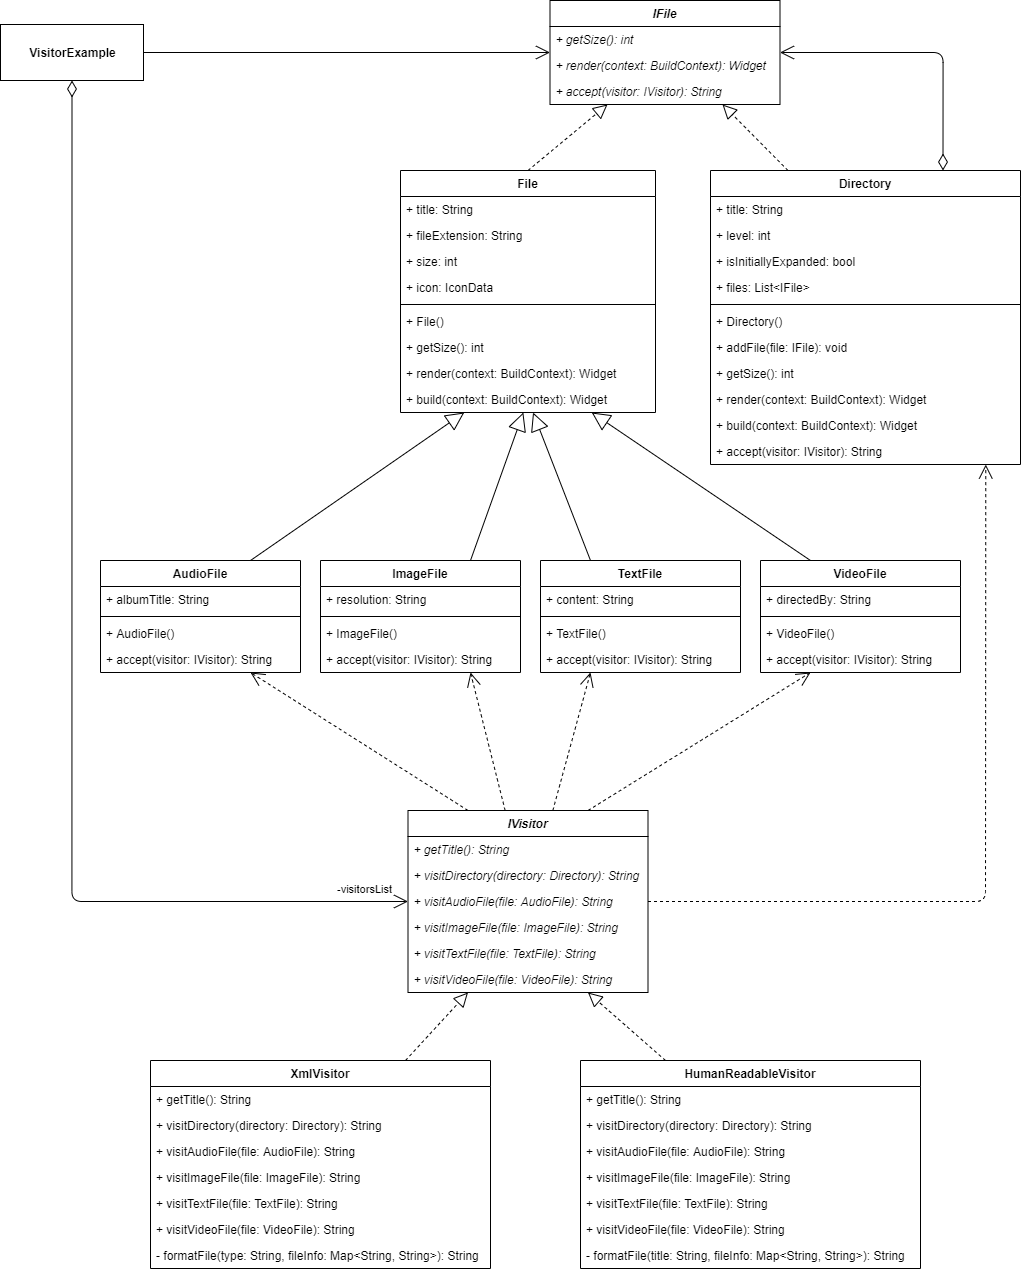 IFile
+ getSize(): int
+ render(context: BuildContext): Widget
+ accept(visitor: IVisitor): String
VisitorExample
File
+ title: String
+ fileExtension: String
+ size: int
+ icon: IconData
+ File()
+ getSize(): int
+ render(context: BuildContext): Widget
+ build(context: BuildContext): Widget
Directory
+ title: String
+ level: int
+ isInitiallyExpanded: bool
+ files: List<IFile>
+ Directory()
+ addFile(file: IFile): void
+ getSize(): int
+ render(context: BuildContext): Widget
+ build(context: BuildContext): Widget
+ accept(visitor: IVisitor): String
AudioFile
+ albumTitle: String
+ AudioFile()
+ accept(visitor: IVisitor): String
ImageFile
+ resolution: String
+ ImageFile()
+ accept(visitor: IVisitor): String
TextFile
+ content: String
+ TextFile()
+ accept(visitor: IVisitor): String
VideoFile
+ directedBy: String
+ VideoFile()
+ accept(visitor: IVisitor): String
-visitorsList
IVisitor
+ getTitle(): String
+ visitDirectory(directory: Directory): String
+ visitAudioFile(file: AudioFile): String
+ visitImageFile(file: ImageFile): String
+ visitTextFile(file: TextFile): String
+ visitVideoFile(file: VideoFile): String
XmlVisitor
+ getTitle(): String
+ visitDirectory(directory: Directory): String
+ visitAudioFile(file: AudioFile): String
+ visitImageFile(file: ImageFile): String
+ visitTextFile(file: TextFile): String
+ visitVideoFile(file: VideoFile): String
- formatFile(type: String, fileInfo: Map<String, String>): String
HumanReadableVisitor
+ getTitle(): String
+ visitDirectory(directory: Directory): String
+ visitAudioFile(file: AudioFile): String
+ visitImageFile(file: ImageFile): String
+ visitTextFile(file: TextFile): String
+ visitVideoFile(file: VideoFile): String
- formatFile(title: String, fileInfo: Map<String, String>): String